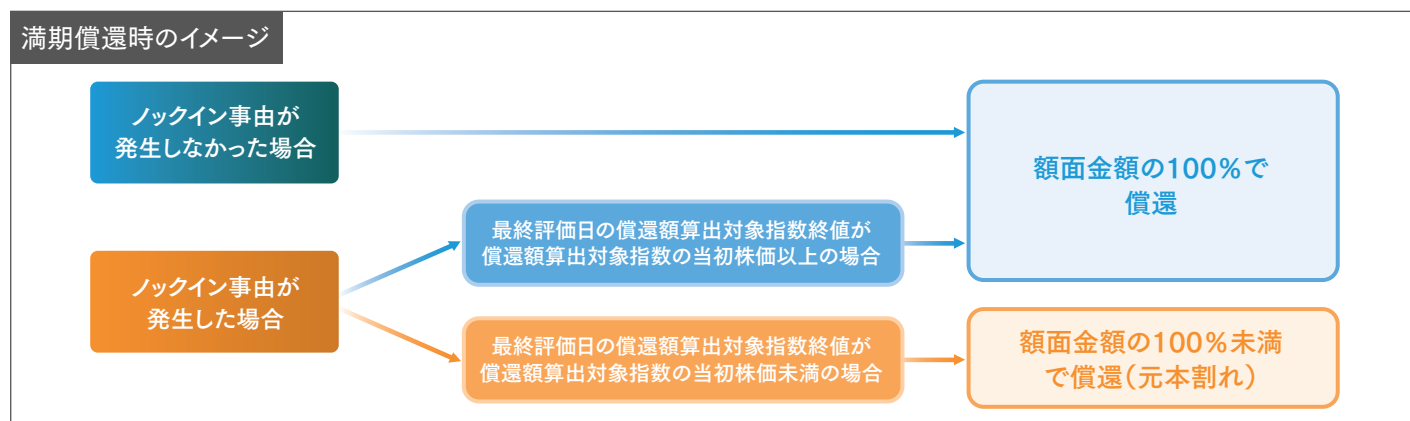 満期償還時のイメージ
ノックイン事由が
発生しなかった場合
額面金額の100%で
償還
最終評価日の償還額算出対象指数終値が
償還額算出対象指数の当初株価以上の場合
ノックイン事由が
発生した場合
最終評価日の償還額算出対象指数終値が
償還額算出対象指数の当初株価未満の場合
額面金額の100%未満
で償還(元本割れ)